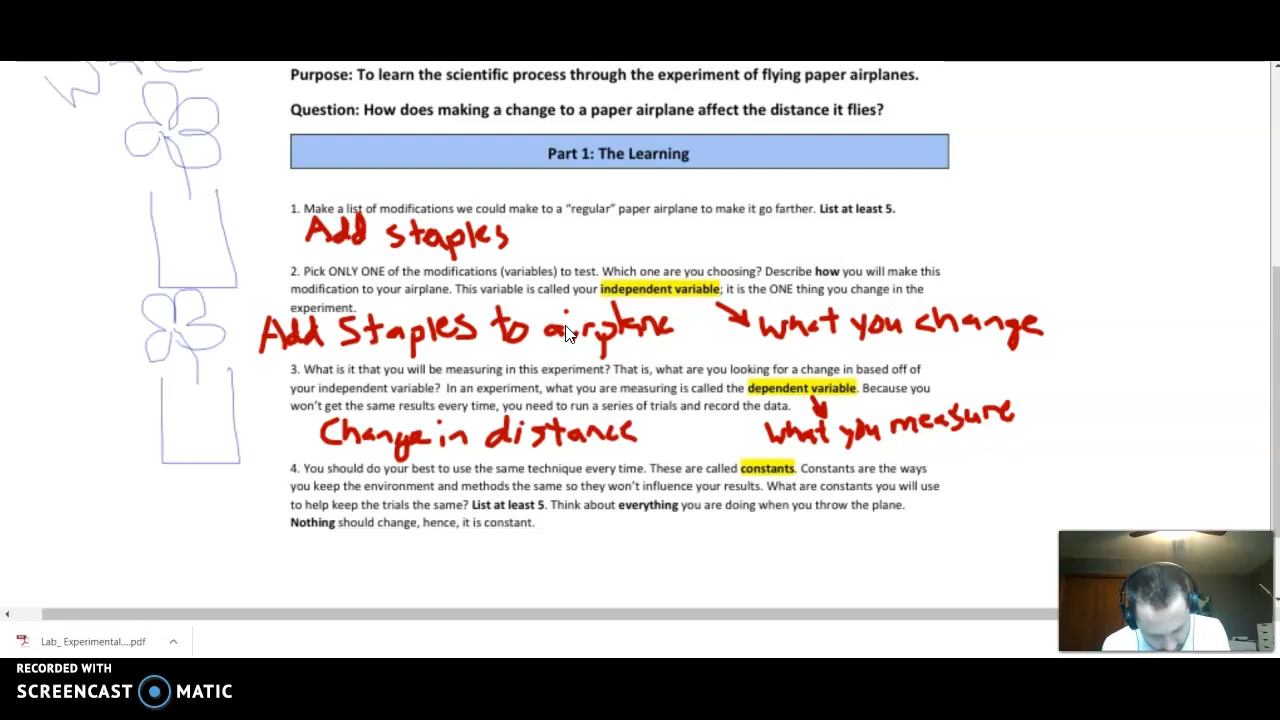 Purpose: To learn the scientific process through the experiment of flying paper airplanes.
Question: How does making a change to a paper airplane affect the distance it flies?
Part 1: The Learning
1. Make a list of modifications we could make to a "regular" paper airplane to make it go farther. List at least 5.
Add staples
2. Pick ONLY ONE of the modifications (variables) to test. Which one are you choosing? Describe how you will make this
modification to your airplane. This variable is called your independent variable; it is the ONE thing you change in the
experiment.
Add Staples to airplane
what you change
3. What is it that you will be measuring in this experiment? That is, what are you looking for a change in based off of
your independent variable? In an experiment, what you are measuring is called the dependent variable. Because you
won't get the same results every time, you need to run a series of trials and record the data.
Change in distance
what you measure
4. You should do your best to use the same technique every time. These are called constants. Constants are the ways
you keep the environment and methods the same so they won't influence your results. What are constants you will use
to help keep the trials the same? List at least 5. Think about everything you are doing when you throw the plane.
Nothing should change, hence, it is constant.
Lab_ Experimental....pdf
RECORDED WITH
SCREENCAST MATIC